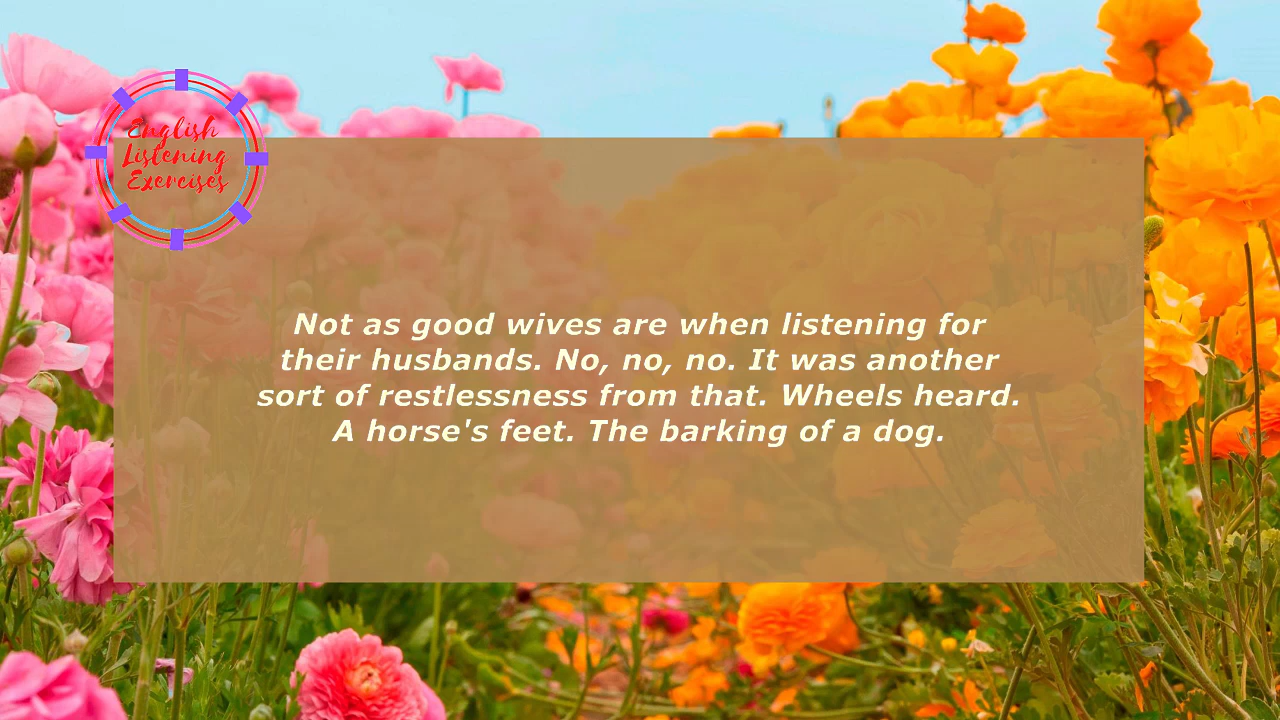 English
Listening
Exercises
Not as good wives are when listening for
their husbands. No, no, no. It was another
sort of restlessness from that. Wheels heard.
A horse's feet. The barking of a dog.